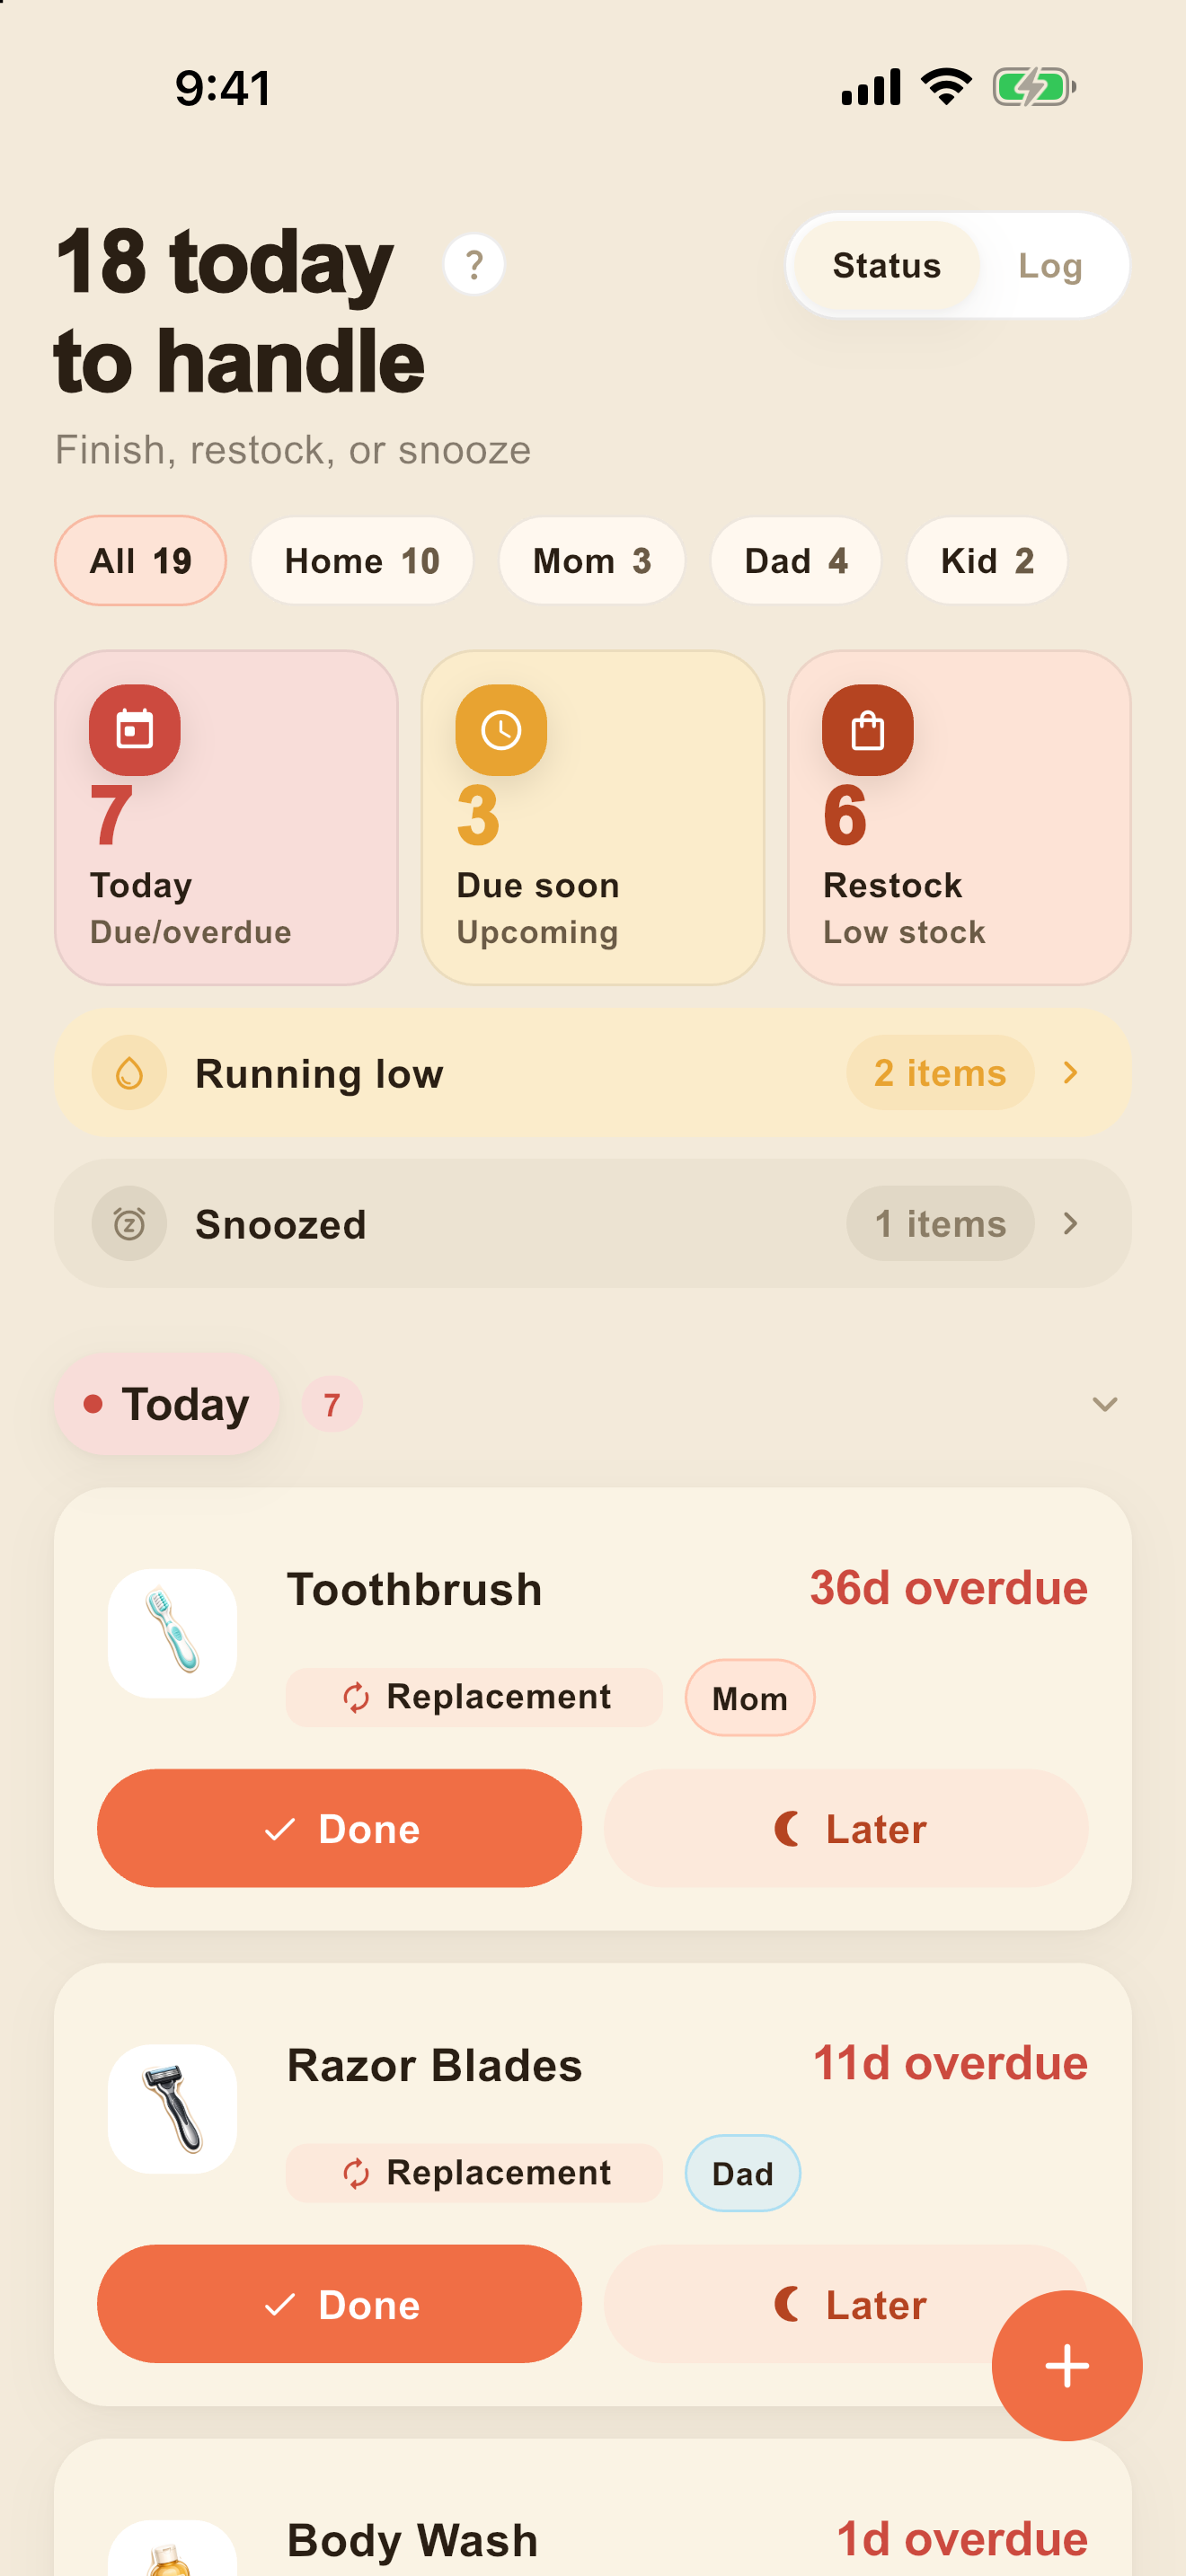 9:41
18 today
to handle
?
Status Log
Finish, restock, or snooze
All 19 Home 10 Mom 3 Dad 4 Kid 2
7
Today
Due/overdue
3
Due soon
Upcoming
6
Restock
Low stock
Running low 2 items
Snoozed 1 items
Today 7
Toothbrush 36d overdue
Replacement Mom
Done Later
Razor Blades 11d overdue
Replacement Dad
Done Later
Body Wash 1d overdue